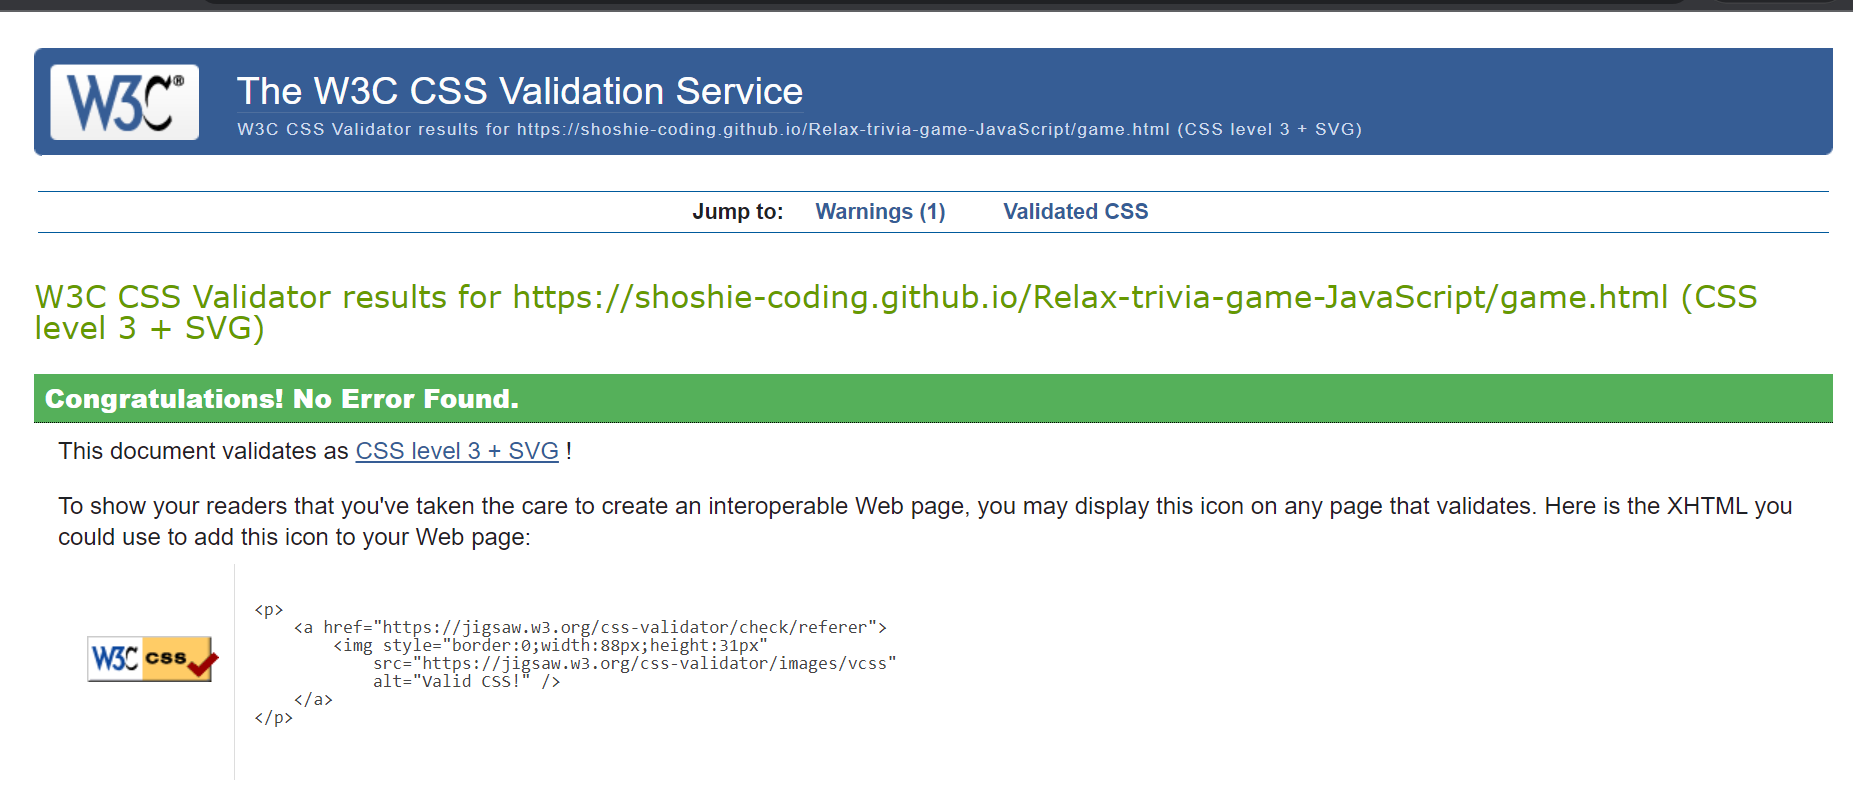 W3C®
The W3C CSS Validation Service
W3C CSS Validator results for https://shoshie-coding.github.io/Relax-trivia-game-JavaScript/game.html (CSS level 3 + SVG)
Jump to: Warnings (1) Validated CSS
W3C CSS Validator results for https://shoshie-coding.github.io/Relax-trivia-game-JavaScript/game.html (CSS
level 3 + SVG)
Congratulations! No Error Found.
This document validates as CSS level 3 + SVG !
To show your readers that you've taken the care to create an interoperable Web page, you may display this icon on any page that validates. Here is the XHTML you
could use to add this icon to your Web page:
W3C css
<p>
<a href="https://jigsaw.w3.org/css-validator/check/referer">
<img style="border:0;width:88px;height:31px"
src="https://jigsaw.w3.org/css-validator/images/vcss"
alt="Valid CSS!" />
</a>
</p>